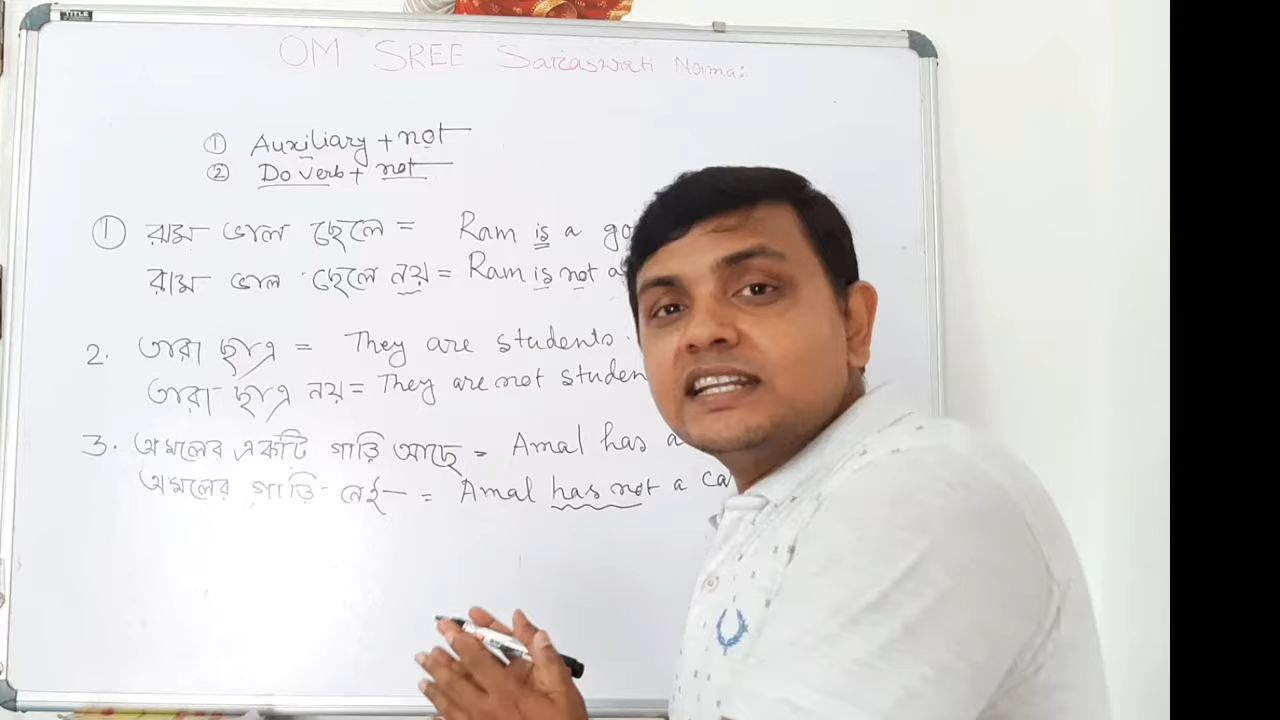 TITLE
OM SREE Saraswati Noma:
① Auxiliary + not
② Do verb + not
① রাম ভাল ছেলে = Ram is a go
রাম ভাল ছেলে নয় = Ram is not a
2. তারা ছাত্র = They are students.
তারা ছাত্র নয় = They are not studen
3. অমলের একটি গাড়ি আছে = Amal has a
অমলের গাড়ি নেই = Amal has not a ca